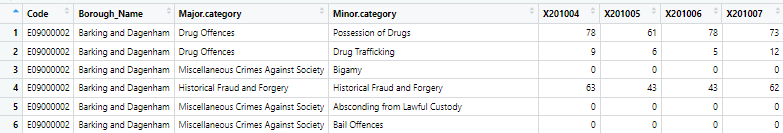 Code Borough_Name Major.category Minor.category X201004 X201005 X201006 X201007
1 E09000002 Barking and Dagenham Drug Offences Possession of Drugs 78 61 78 73
2 E09000002 Barking and Dagenham Drug Offences Drug Trafficking 9 6 5 12
3 E09000002 Barking and Dagenham Miscellaneous Crimes Against Society Bigamy 0 0 0 0
4 E09000002 Barking and Dagenham Historical Fraud and Forgery Historical Fraud and Forgery 63 43 43 62
5 E09000002 Barking and Dagenham Miscellaneous Crimes Against Society Absconding from Lawful Custody 0 0 0 0
6 E09000002 Barking and Dagenham Miscellaneous Crimes Against Society Bail Offences 0 0 0 0